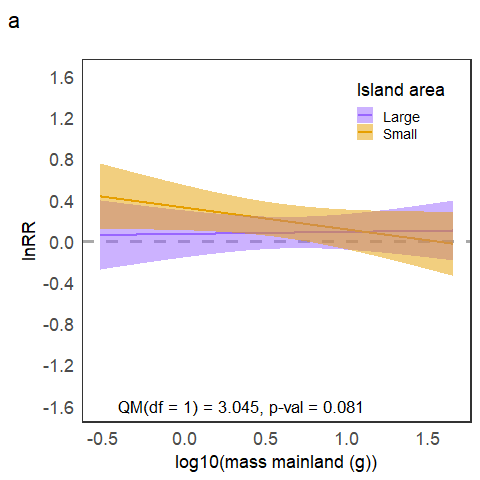 a
Island area
Large
Small
lnRR
1.6
1.2
0.8
0.4
0.0
-0.4
-0.8
-1.2
-1.6
QM(df = 1) = 3.045, p-val = 0.081
-0.5 0.0 0.5 1.0 1.5
log10(mass mainland (g))